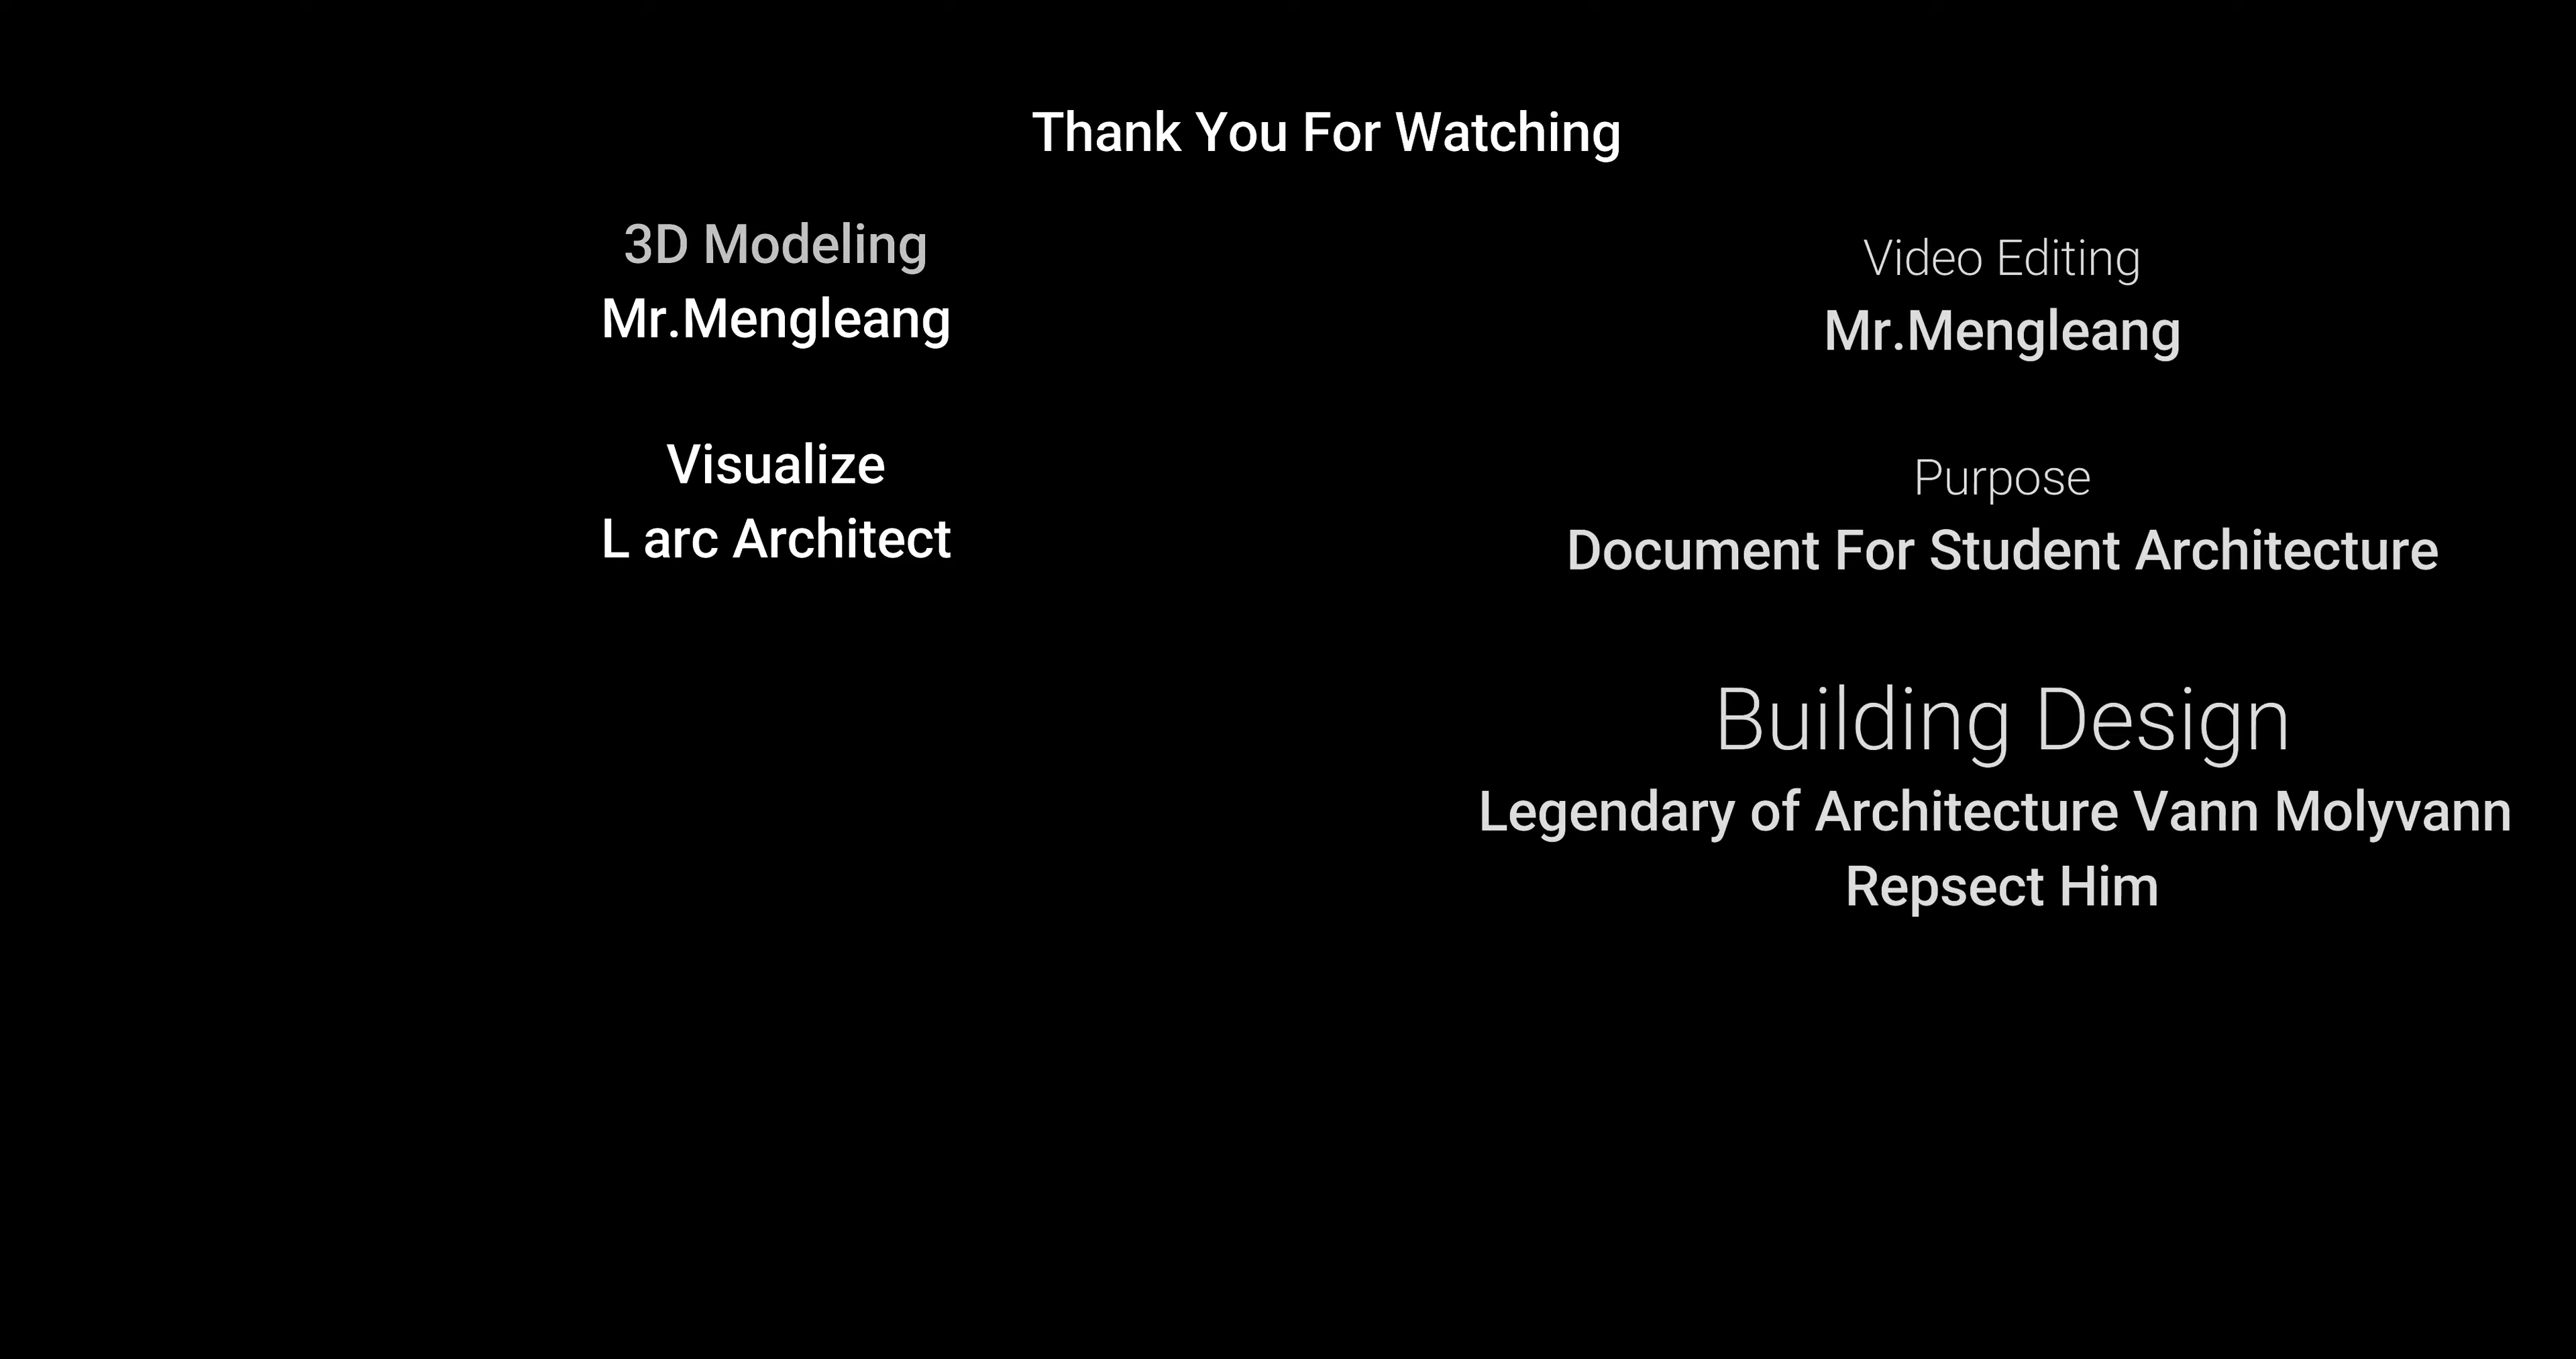 Thank You For Watching
3D Modeling
Mr.Mengleang
Visualize
L arc Architect
Video Editing
Mr.Mengleang
Purpose
Document For Student Architecture
Building Design
Legendary of Architecture Vann Molyvann
Repsect Him